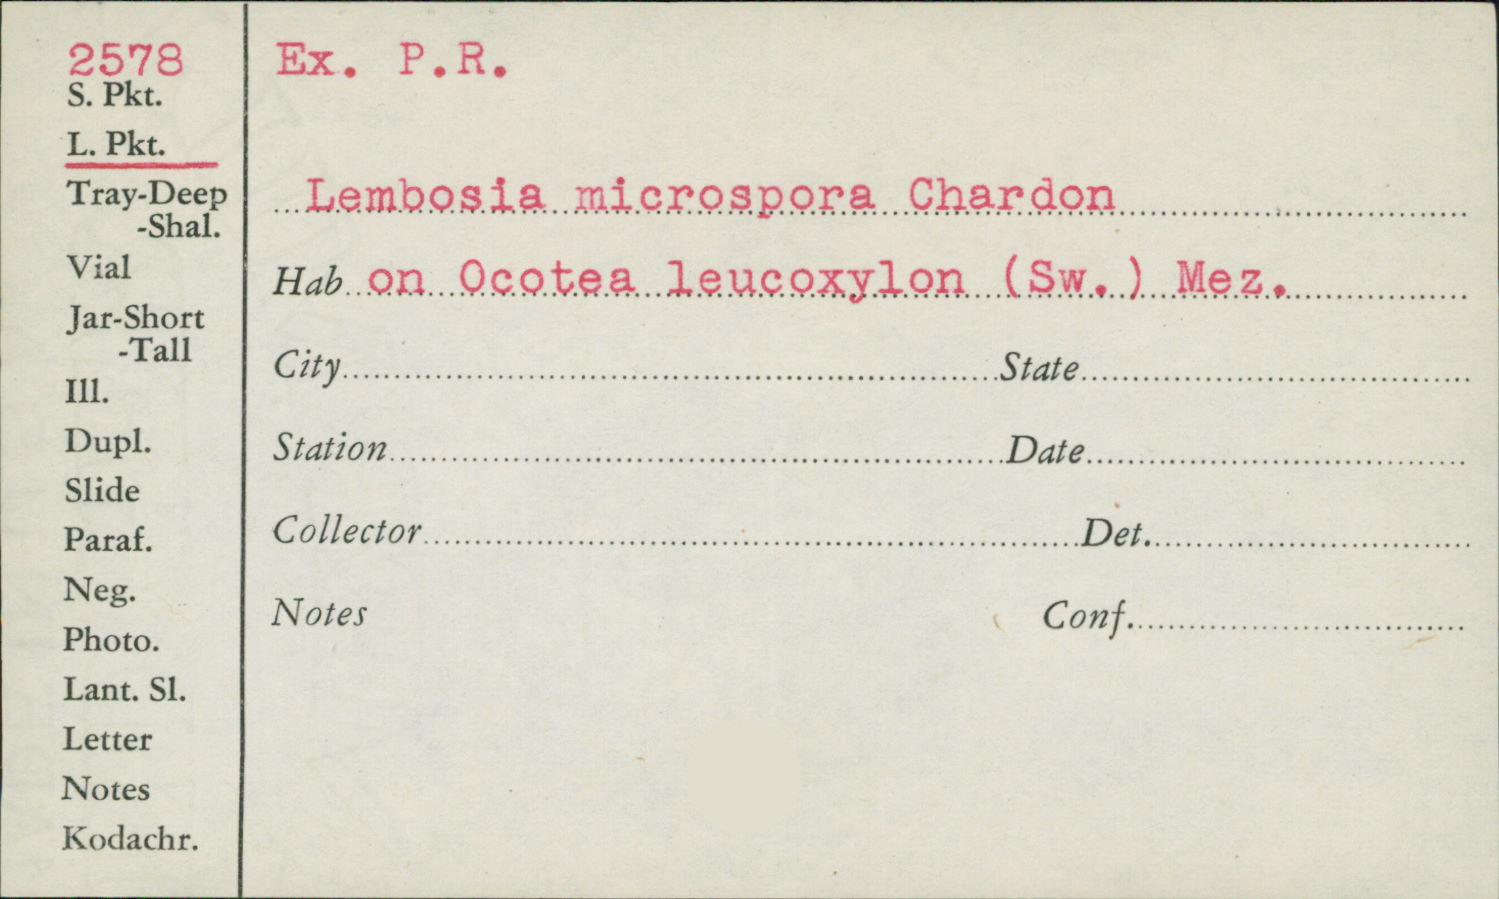 2578
S. Pkt.
L. Pkt.
Tray-Deep
-Shal.
Vial
Jar-Short
-Tall
Ill.
Dupl.
Slide
Paraf.
Neg.
Photo.
Lant. Sl.
Letter
Notes
Kodachr.
Ex. P.R.
Lembosia microspora Chardon
Hab on Ocotea leucoxylon (Sw.) Mez.
City State
Station Date
Collector Det.
Notes Conf.